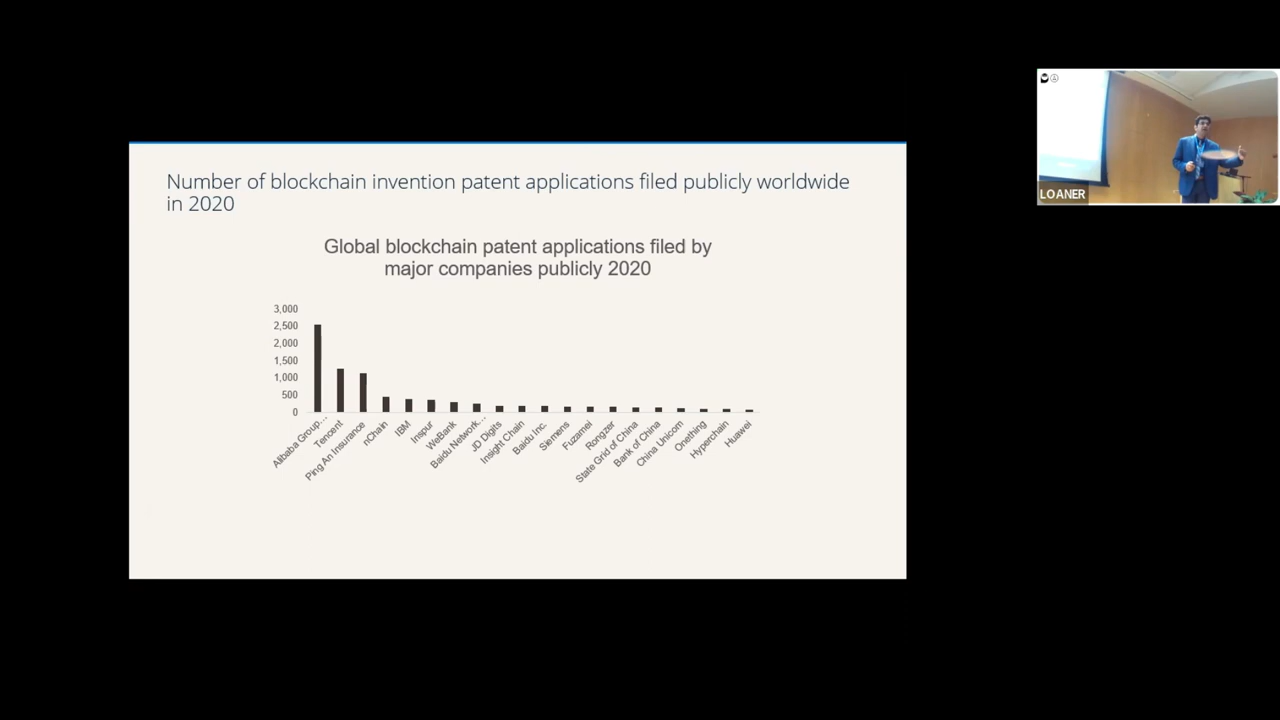 Number of blockchain invention patent applications filed publicly worldwide
in 2020
Global blockchain patent applications filed by
major companies publicly 2020
3,000
2,500
2,000
1,500
1,000
500
0
Alibaba Group...
Tencent
Ping An Insurance
nChain
IBM
Inspur
WeBank
Baidu Network...
JD Digits
Insight Chain
Baidu Inc.
Siemens
Fuzamei
Rongzer
State Grid of China
Bank of China
China Unicom
Onething
Hyperchain
Huawei
LOANER